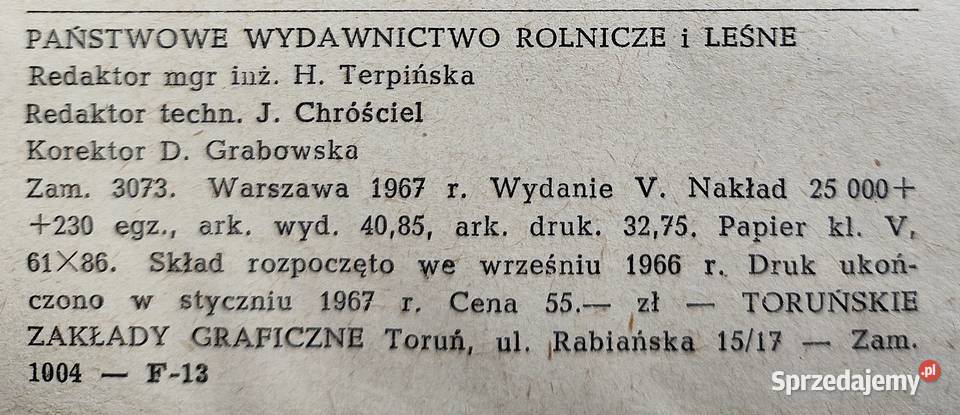 PAŃSTWOWE WYDAWNICTWO ROLNICZE i LEŚNE
Redaktor mgr inż. H. Terpińska
Redaktor techn. J. Chróściel
Korektor D. Grabowska
Zam. 3073. Warszawa 1967 r. Wydanie V. Nakład 25 000+
+230 egz., ark. wyd. 40,85, ark. druk. 32,75. Papier kl. V,
61×86. Skład rozpoczęto we wrześniu 1966 r. Druk ukoń-
czono w styczniu 1967 r. Cena 55.— zł — TORUŃSKIE
ZAKŁADY GRAFICZNE Toruń, ul. Rabiańska 15/17 — Zam.
1004 — F-13
Sprzedajemy.pl